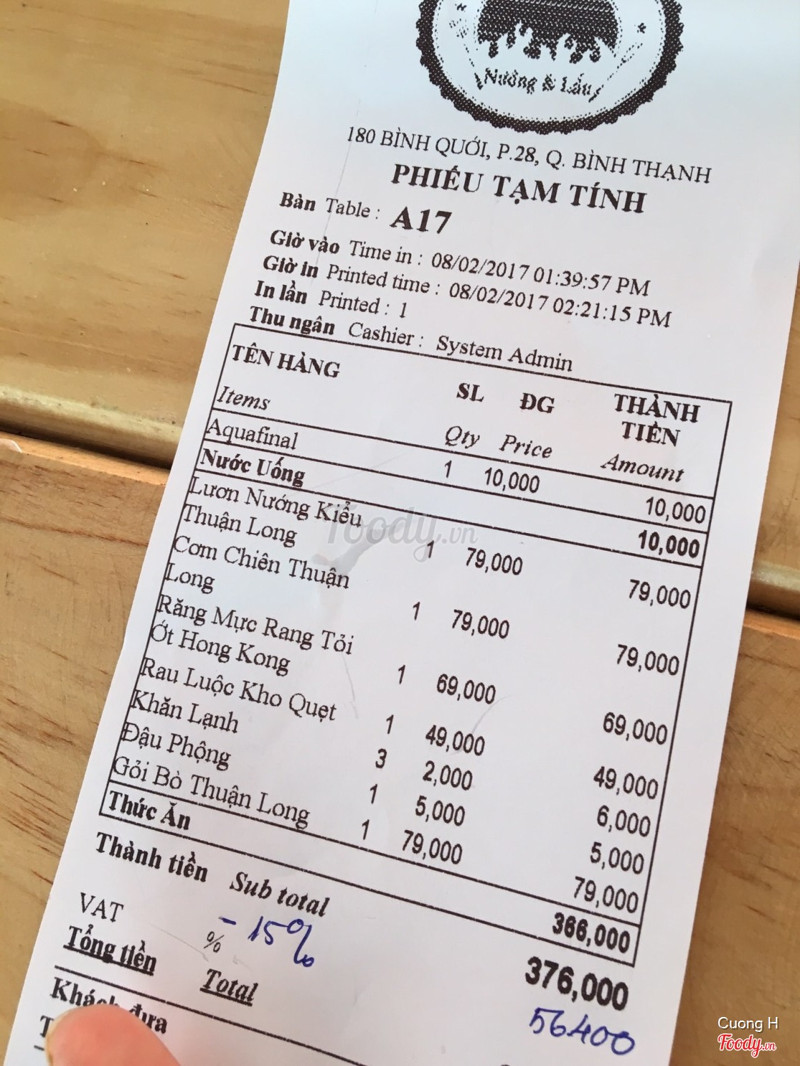 Nướng & Lẩu
180 BÌNH QUỚI, P.28, Q. BÌNH THẠNH
PHIẾU TẠM TÍNH
Bàn Table : A17
Giờ vào Time in : 08/02/2017 01:39:57 PM
Giờ in Printed time : 08/02/2017 02:21:15 PM
In lần Printed : 1
Thu ngân Cashier : System Admin
TÊN HÀNG SL ĐG THÀNH TIỀN
Items Qty Price Amount
Aquafinal 1 10,000 10,000
Nước Uống 10,000
Lươn Nướng Kiểu
Thuận Long 1 79,000 79,000
Cơm Chiên Thuận
Long 1 79,000 79,000
Răng Mực Rang Tỏi
Ớt Hong Kong 1 69,000 69,000
Rau Luộc Kho Quẹt 1 49,000 49,000
Khăn Lạnh 3 2,000 6,000
Đậu Phộng 1 5,000 5,000
Gỏi Bò Thuận Long 1 79,000 79,000
Thức Ăn 366,000
Thành tiền Sub total 376,000
VAT % - 15% 56400
Tổng tiền Total
Khách đưa
Foody.vn
Cuong H
Foody.vn